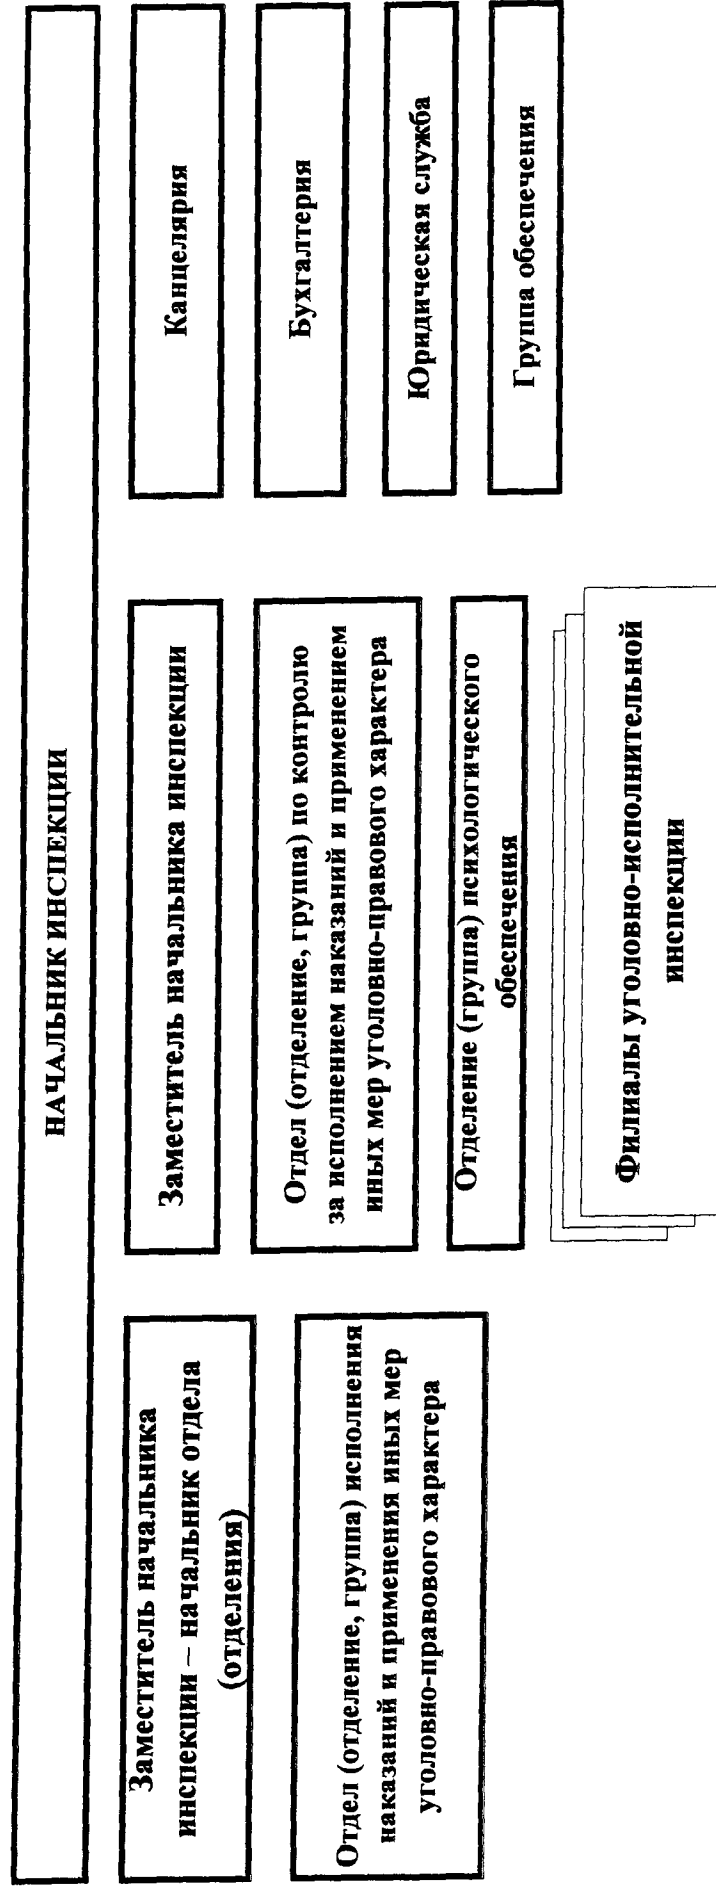 НАЧАЛЬНИК ИНСПЕКЦИИ
Заместитель начальника
инспекции – начальник отдела
(отделения)
Отдел (отделение, группа) исполнения
наказаний и применения иных мер
уголовно-правового характера
Заместитель начальника инспекции
Отдел (отделение, группа) по контролю
за исполнением наказаний и применением
иных мер уголовно-правового характера
Отделение (группа) психологического
обеспечения
Филиалы уголовно-исполнительной
инспекции
Канцелярия
Бухгалтерия
Юридическая служба
Группа обеспечения